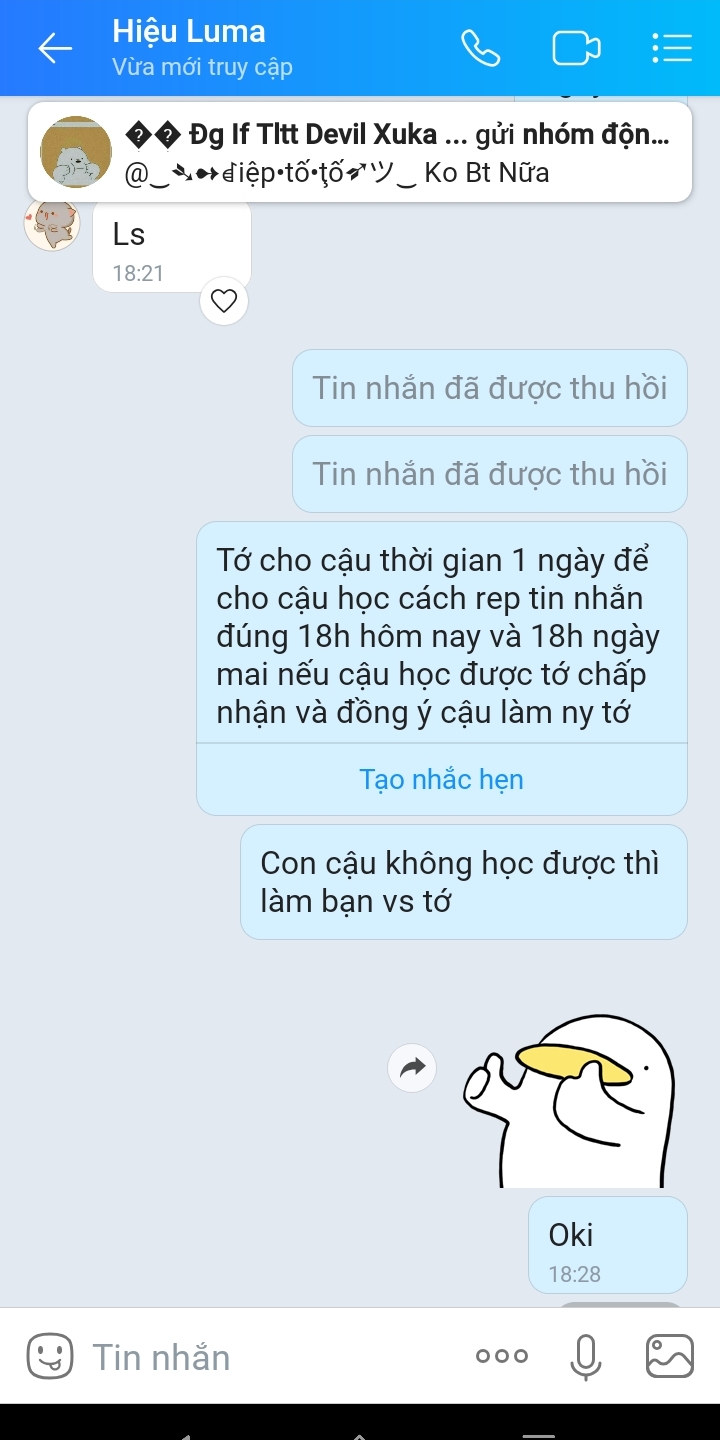 Hiệu Luma
Vừa mới truy cập
Đg If Tltt Devil Xuka ... gửi nhóm độn...
Ko Bt Nữa
Ls
18:21
Tin nhắn đã được thu hồi
Tin nhắn đã được thu hồi
Tớ cho cậu thời gian 1 ngày để
cho cậu học cách rep tin nhắn
đúng 18h hôm nay và 18h ngày
mai nếu cậu học được tớ chấp
nhận và đồng ý cậu làm ny tớ
Tạo nhắc hẹn
Con cậu không học được thì
làm bạn vs tớ
Oki
18:28
Tin nhắn